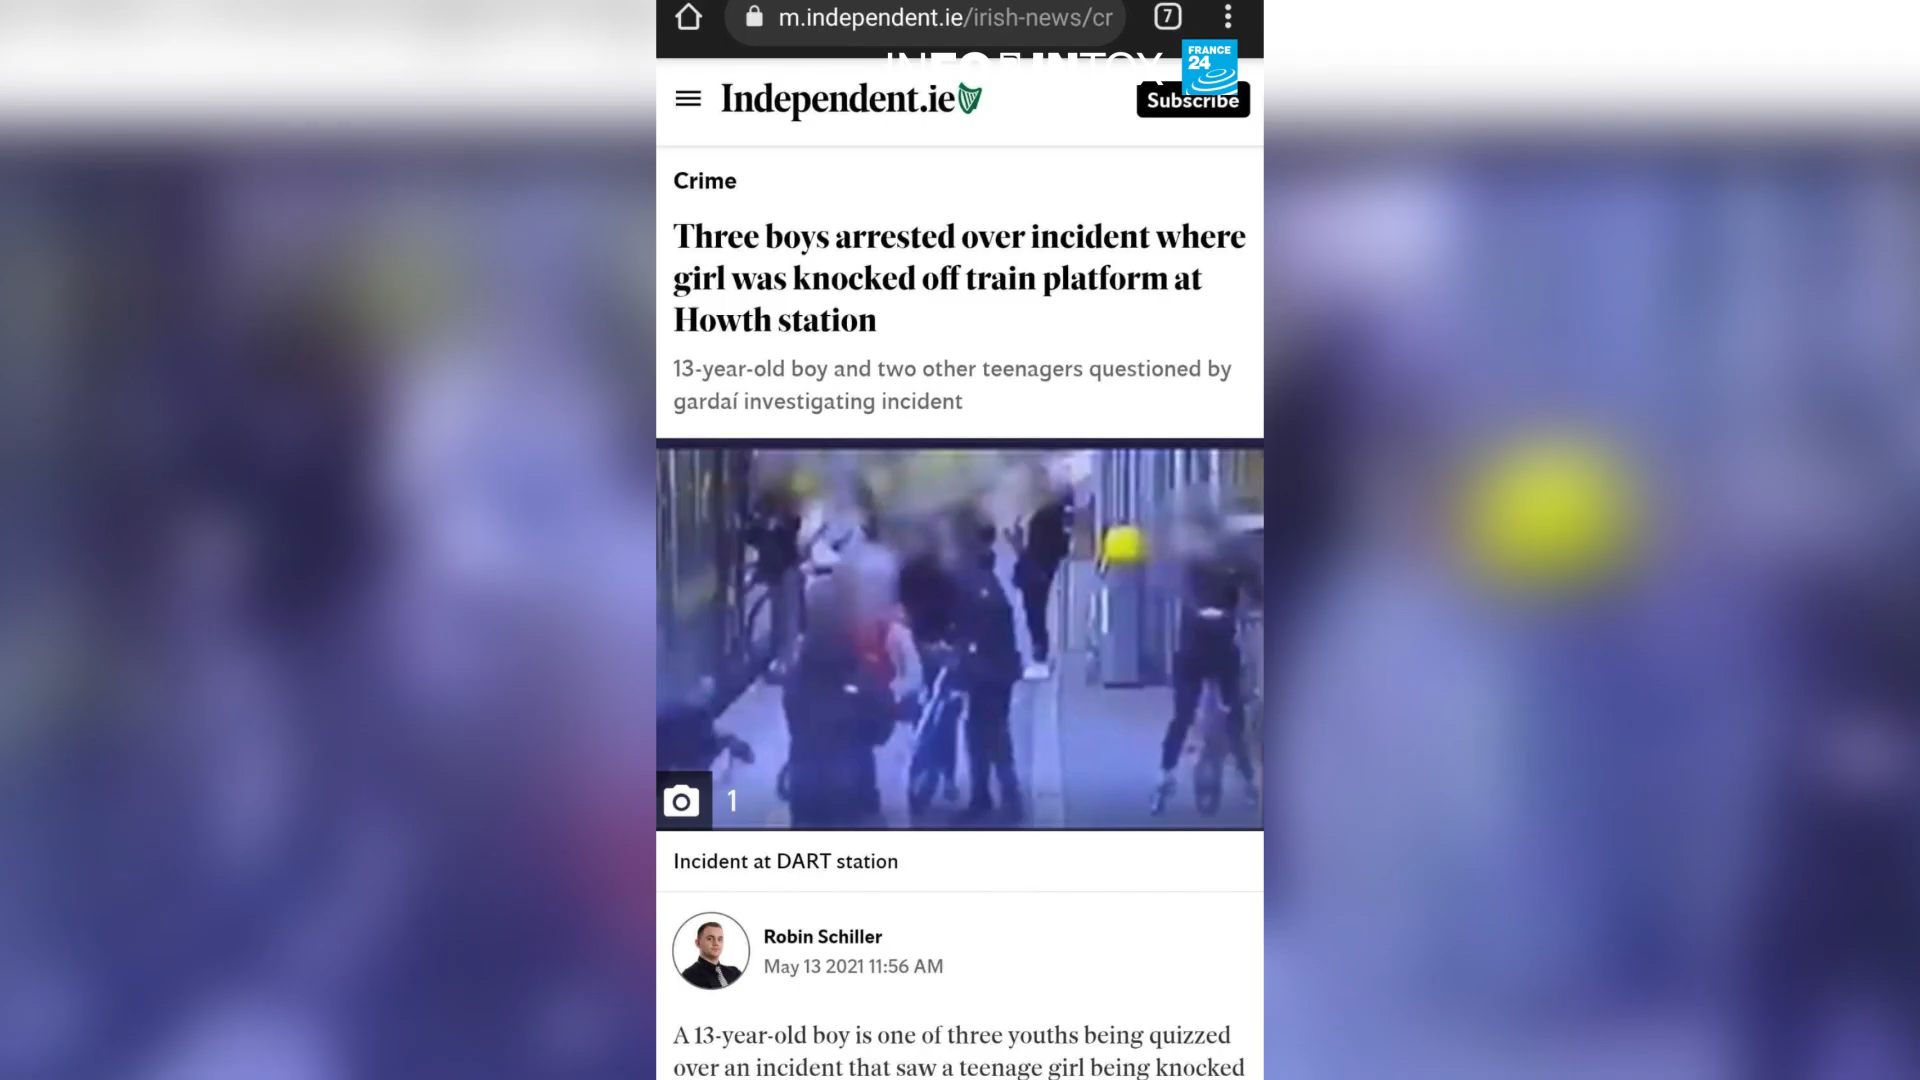 m.independent.ie/irish-news/cr
7
INFO INTOX
FRANCE
24
Independent.ie
Subscribe
Crime
Three boys arrested over incident where
girl was knocked off train platform at
Howth station
13-year-old boy and two other teenagers questioned by
gardaí investigating incident
1
Incident at DART station
Robin Schiller
May 13 2021 11:56 AM
A 13-year-old boy is one of three youths being quizzed
over an incident that saw a teenage girl being knocked